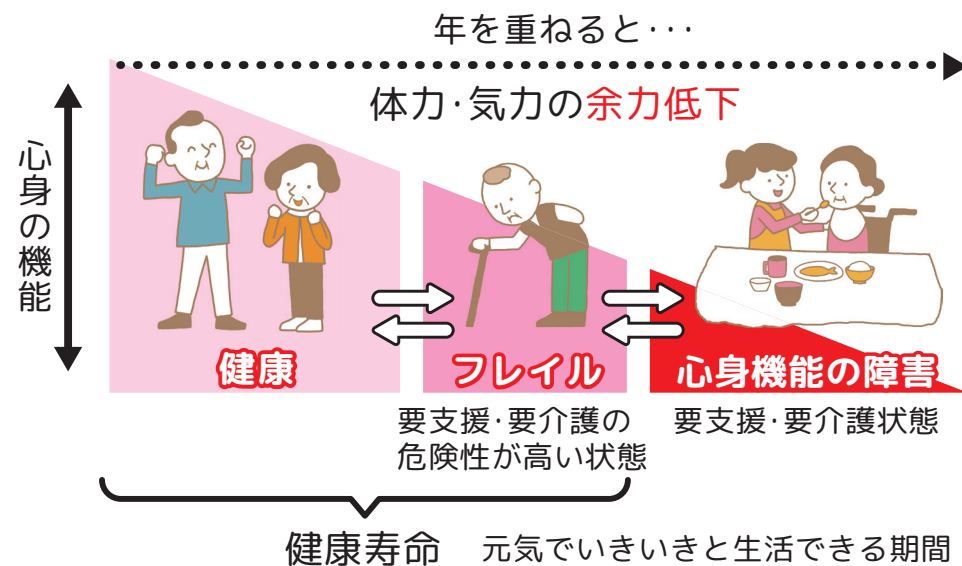 年を重ねると･･･
体力･気力の余力低下
心身の機能
健康
フレイル
心身機能の障害
要支援･要介護の
危険性が高い状態
要支援･要介護状態
健康寿命
元気でいきいきと生活できる期間